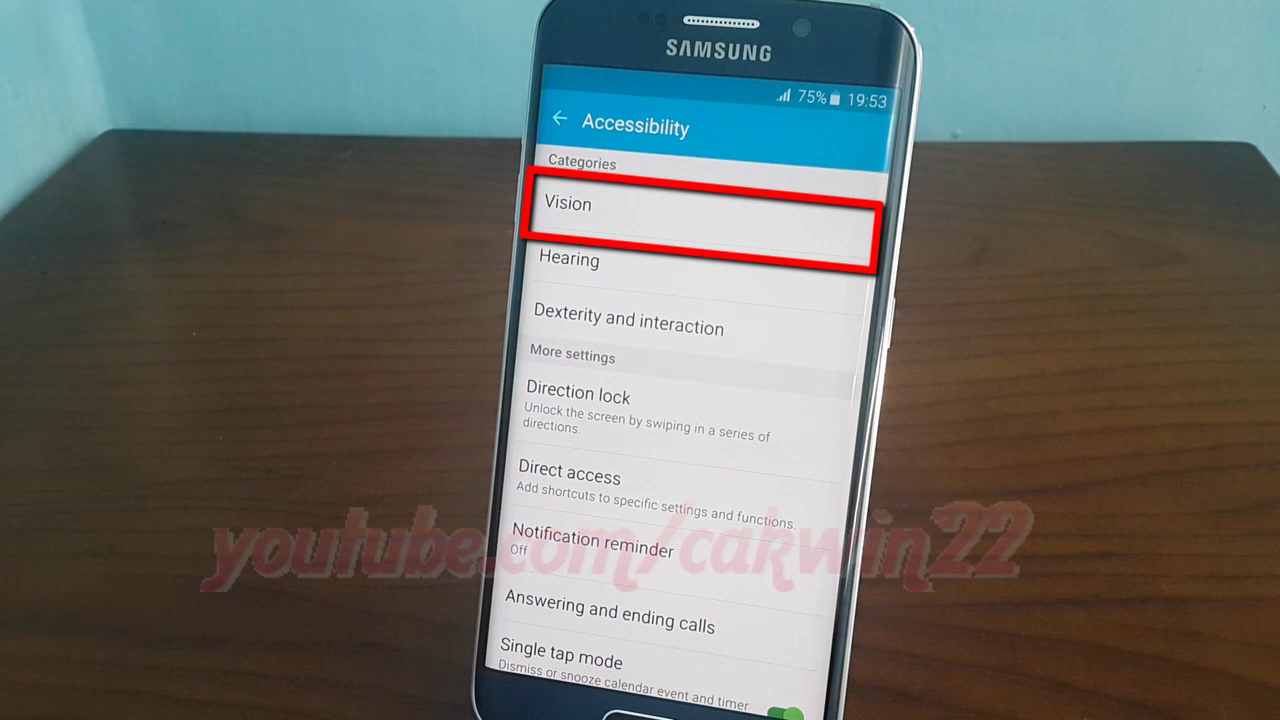 SAMSUNG
75% 19:53
Accessibility
Categories
Vision
Hearing
Dexterity and interaction
More settings
Direction lock
Unlock the screen by swiping in a series of
directions.
Direct access
Add shortcuts to specific settings and functions.
youtube.com/cakwin22
Notification reminder
Off
Answering and ending calls
Single tap mode
Dismiss or snooze calendar event and timer